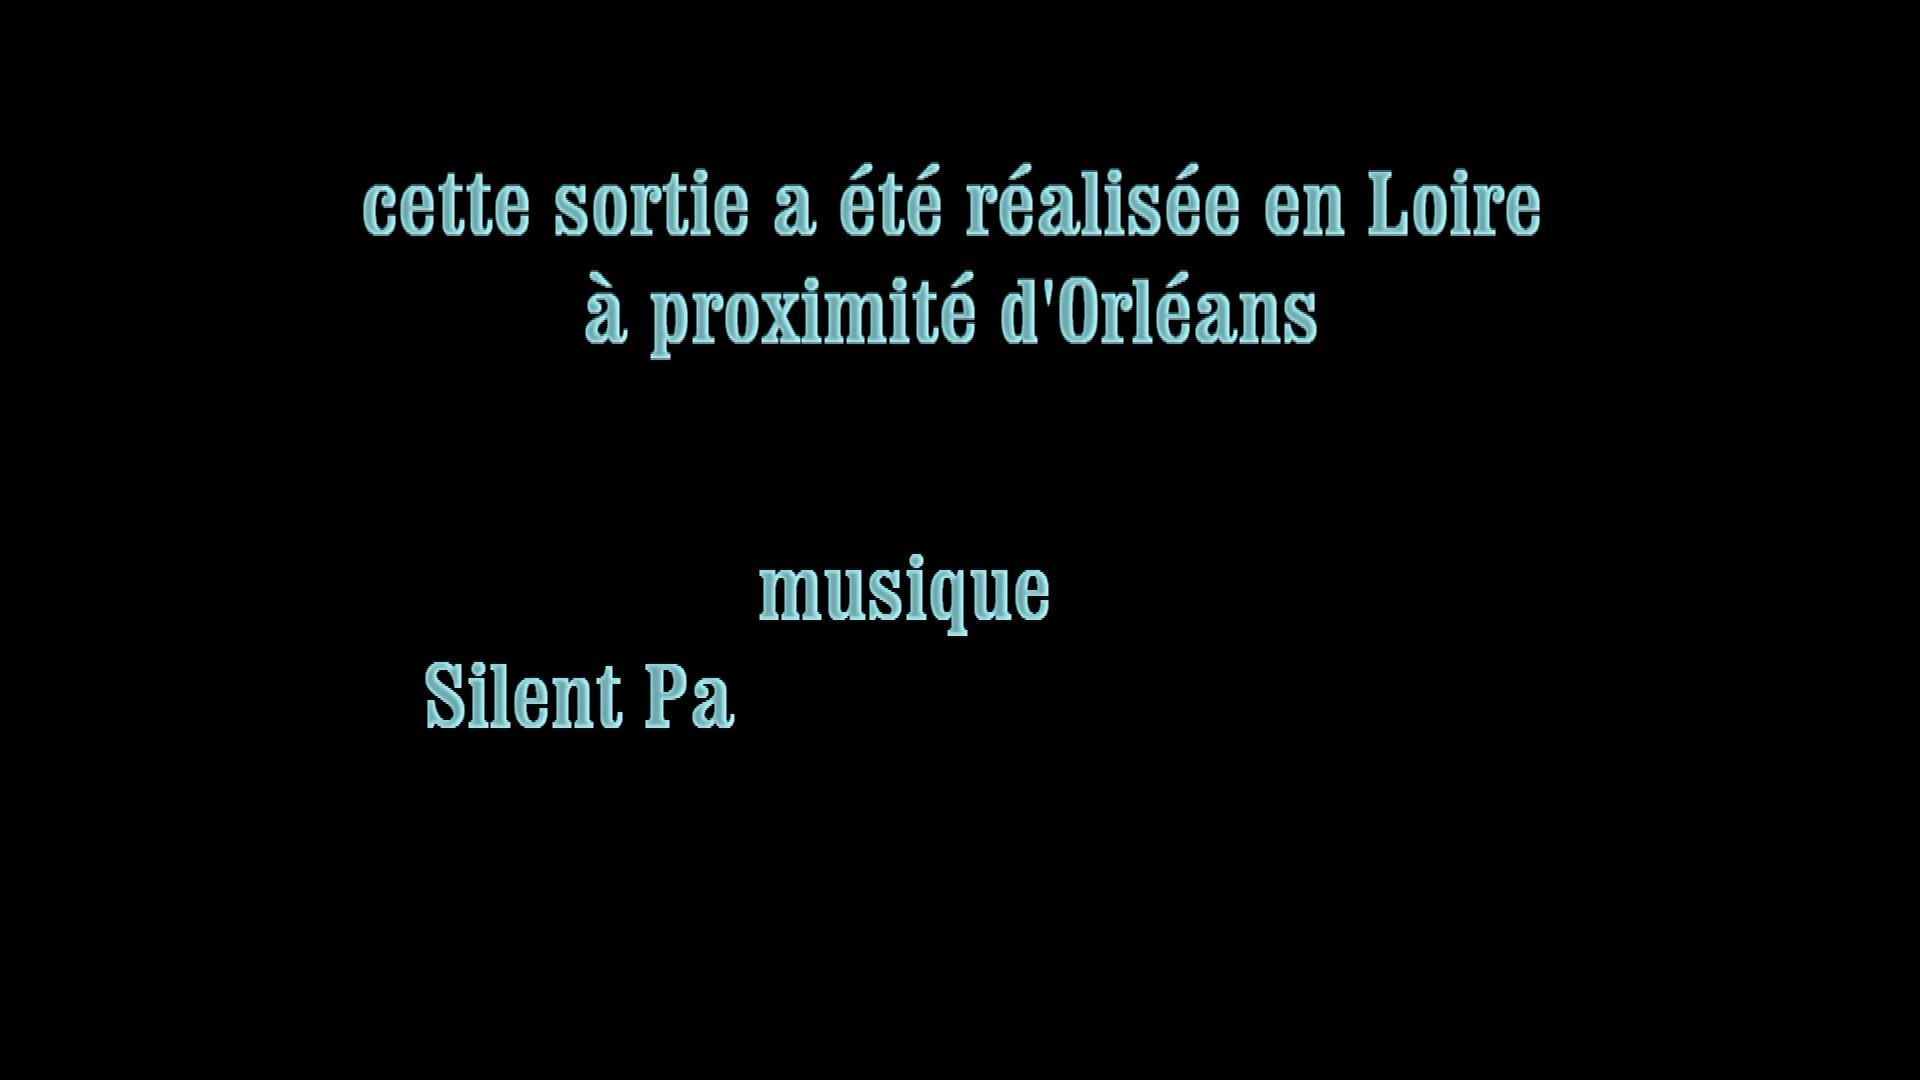 cette sortie a été réalisée en Loire
à proximité d'Orléans
musique
Silent Pa